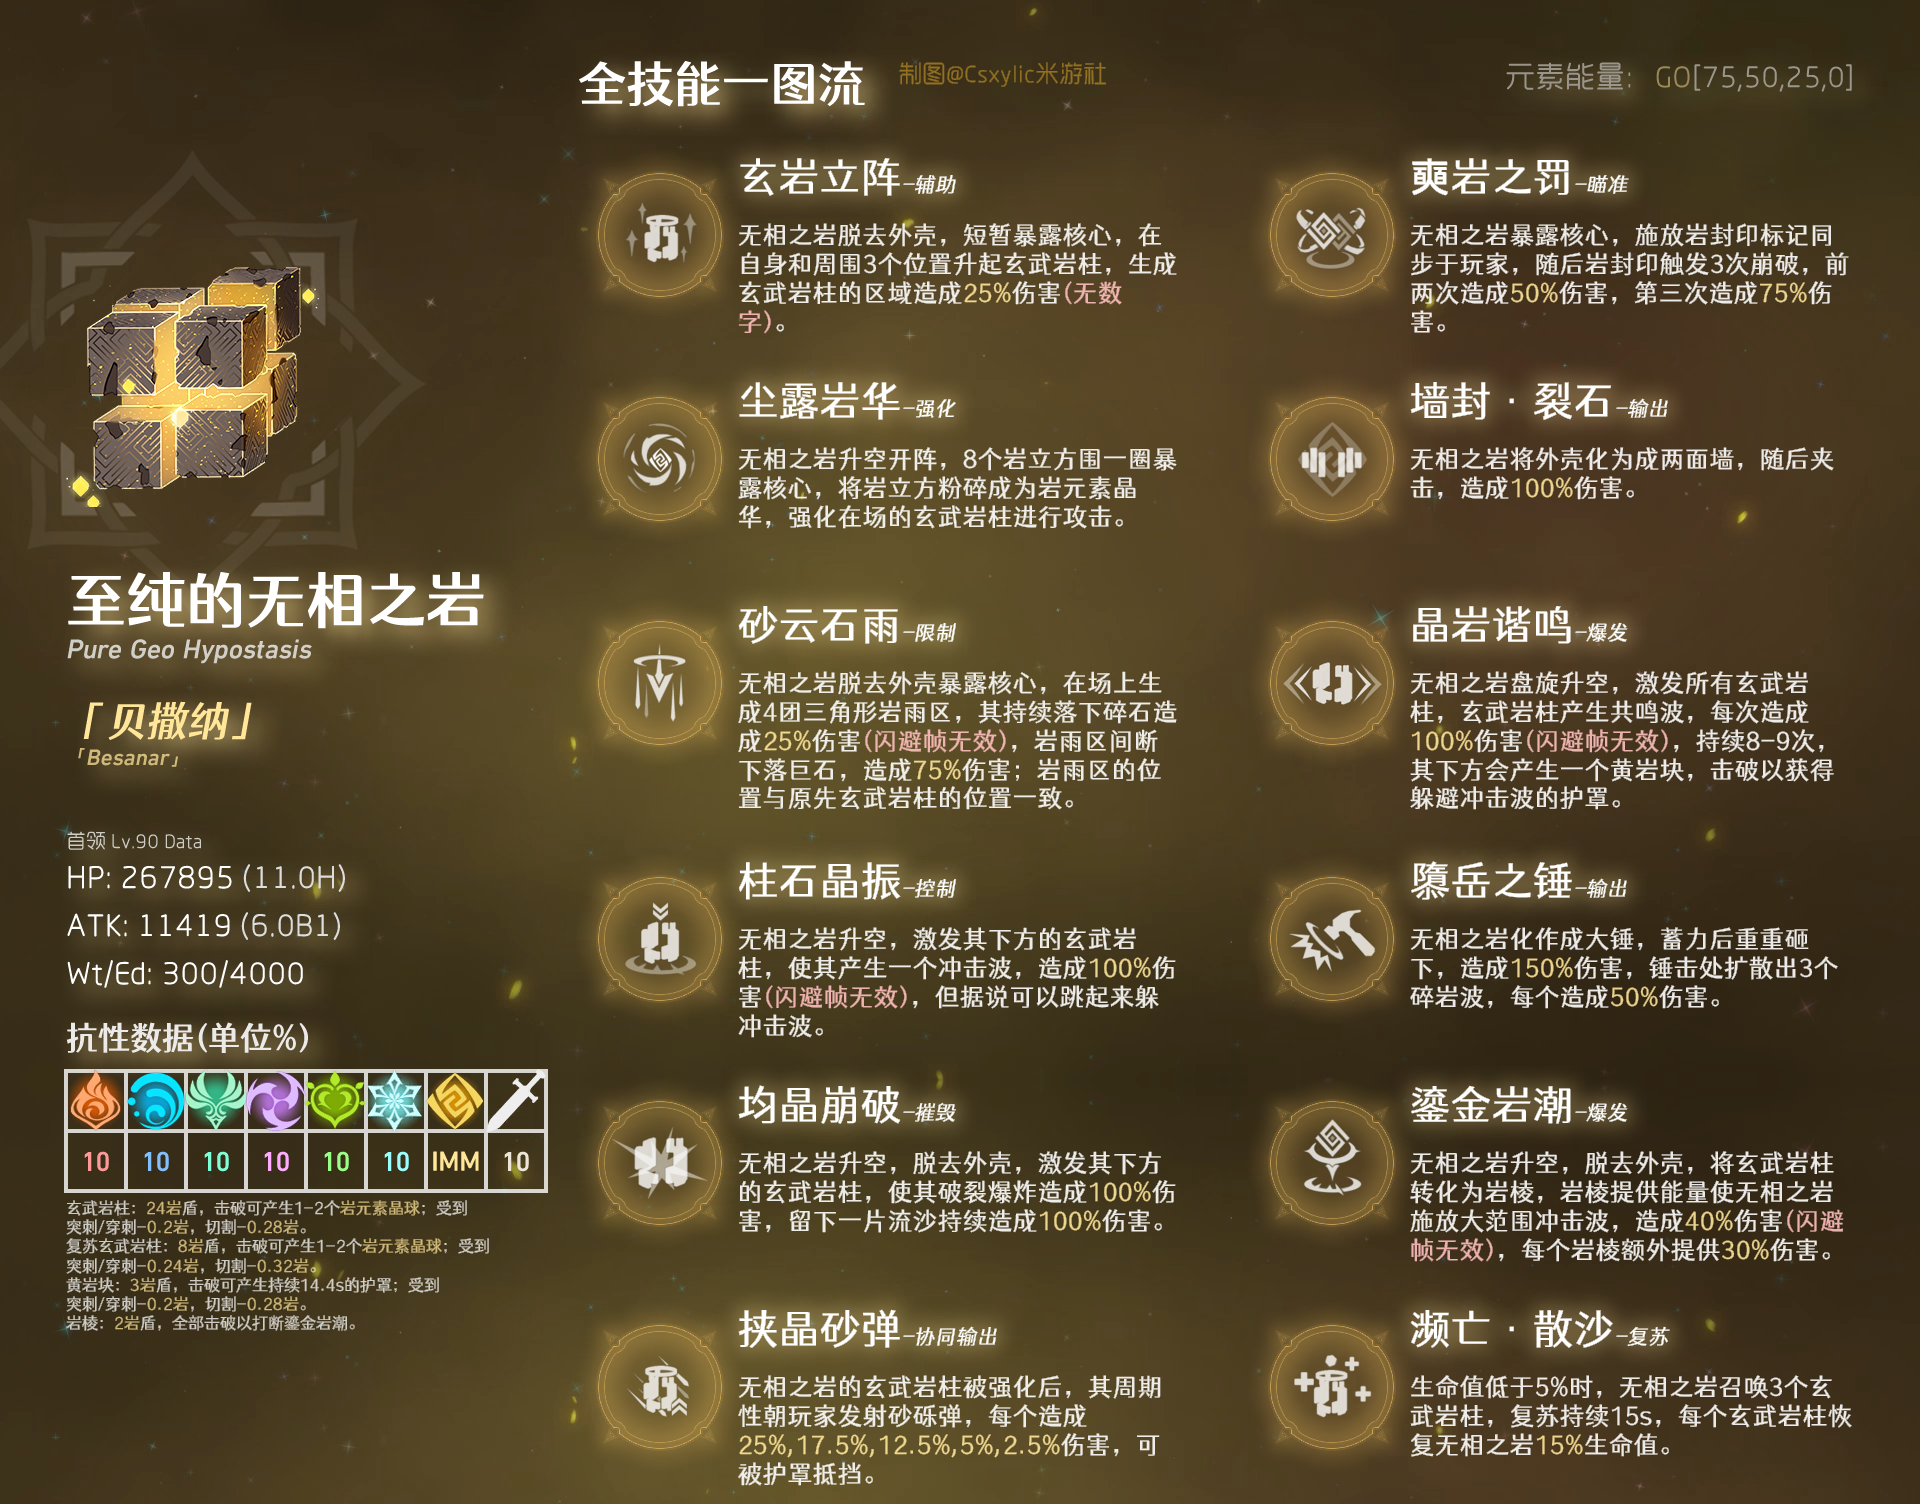 全技能一图流
制图@Csxylic米游社
元素能量: GO[75,50,25,0]
至纯的无相之岩
Pure Geo Hypostasis
「贝撒纳」
「Besanar」
首领 Lv.90 Data
HP: 267895 (11.0H)
ATK: 11419 (6.0B1)
Wt/Ed: 300/4000
抗性数据(单位%)
10 10 10 10 10 10 IMM 10
玄武岩柱: 24岩盾, 击破可产生1-2个岩元素晶球; 受到
突刺/穿刺-0.2岩, 切割-0.28岩。
复苏玄武岩柱: 8岩盾, 击破可产生1-2个岩元素晶球; 受到
突刺/穿刺-0.24岩, 切割-0.32岩。
黄岩块: 3岩盾, 击破可产生持续14.4s的护罩; 受到
突刺/穿刺-0.2岩, 切割-0.28岩。
岩棱: 2岩盾, 全部击破以打断鎏金岩潮。
玄岩立阵-辅助
无相之岩脱去外壳, 短暂暴露核心, 在
自身和周围3个位置升起玄武岩柱, 生成
玄武岩柱的区域造成25%伤害(无数
字)。
尘露岩华-强化
无相之岩升空开阵, 8个岩立方围一圈暴
露核心, 将岩立方粉碎成为岩元素晶
华, 强化在场的玄武岩柱进行攻击。
砂云石雨-限制
无相之岩脱去外壳暴露核心, 在场上生
成4团三角形岩雨区, 其持续落下碎石造
成25%伤害(闪避帧无效), 岩雨区间断
下落巨石, 造成75%伤害; 岩雨区的位
置与原先玄武岩柱的位置一致。
柱石晶振-控制
无相之岩升空, 激发其下方的玄武岩
柱, 使其产生一个冲击波, 造成100%伤
害(闪避帧无效), 但据说可以跳起来躲
冲击波。
均晶崩破-摧毁
无相之岩升空, 脱去外壳, 激发其下方
的玄武岩柱, 使其破裂爆炸造成100%伤
害, 留下一片流沙持续造成100%伤害。
挟晶砂弹-协同输出
无相之岩的玄武岩柱被强化后, 其周期
性朝玩家发射砂砾弹, 每个造成
25%,17.5%,12.5%,5%,2.5%伤害, 可
被护罩抵挡。
奭岩之罚-瞄准
无相之岩暴露核心, 施放岩封印标记同
步于玩家, 随后岩封印触发3次崩破, 前
两次造成50%伤害, 第三次造成75%伤
害。
墙封·裂石-输出
无相之岩将外壳化为成两面墙, 随后夹
击, 造成100%伤害。
晶岩谐鸣-爆发
无相之岩盘旋升空, 激发所有玄武岩
柱, 玄武岩柱产生共鸣波, 每次造成
100%伤害(闪避帧无效), 持续8-9次,
其下方会产生一个黄岩块, 击破以获得
躲避冲击波的护罩。
隳岳之锤-输出
无相之岩化作成大锤, 蓄力后重重砸
下, 造成150%伤害, 锤击处扩散出3个
碎岩波, 每个造成50%伤害。
鎏金岩潮-爆发
无相之岩升空, 脱去外壳, 将玄武岩柱
转化为岩棱, 岩棱提供能量使无相之岩
施放大范围冲击波, 造成40%伤害(闪避
帧无效), 每个岩棱额外提供30%伤害。
濒亡·散沙-复苏
生命值低于5%时, 无相之岩召唤3个玄
武岩柱, 复苏持续15s, 每个玄武岩柱恢
复无相之岩15%生命值。